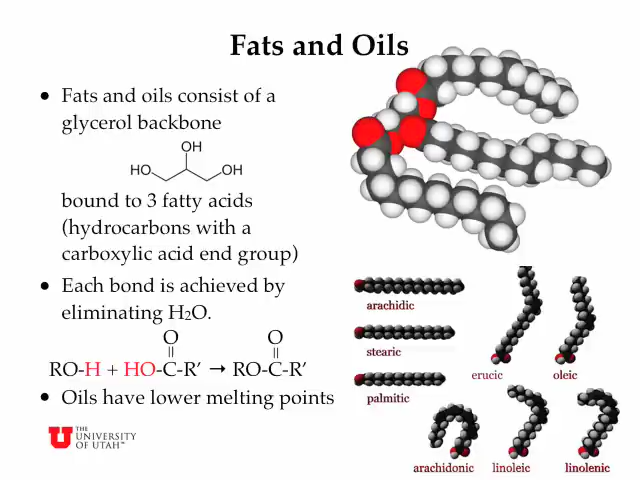 Fats and Oils
• Fats and oils consist of a
glycerol backbone
OH
HO OH
bound to 3 fatty acids
(hydrocarbons with a
carboxylic acid end group)
• Each bond is achieved by
eliminating H₂O.
O O
RO-H + HO-C-R’ → RO-C-R’
• Oils have lower melting points
U THE
UNIVERSITY
OF UTAH™
arachidic
stearic
palmitic
erucic oleic
arachidonic linoleic linolenic